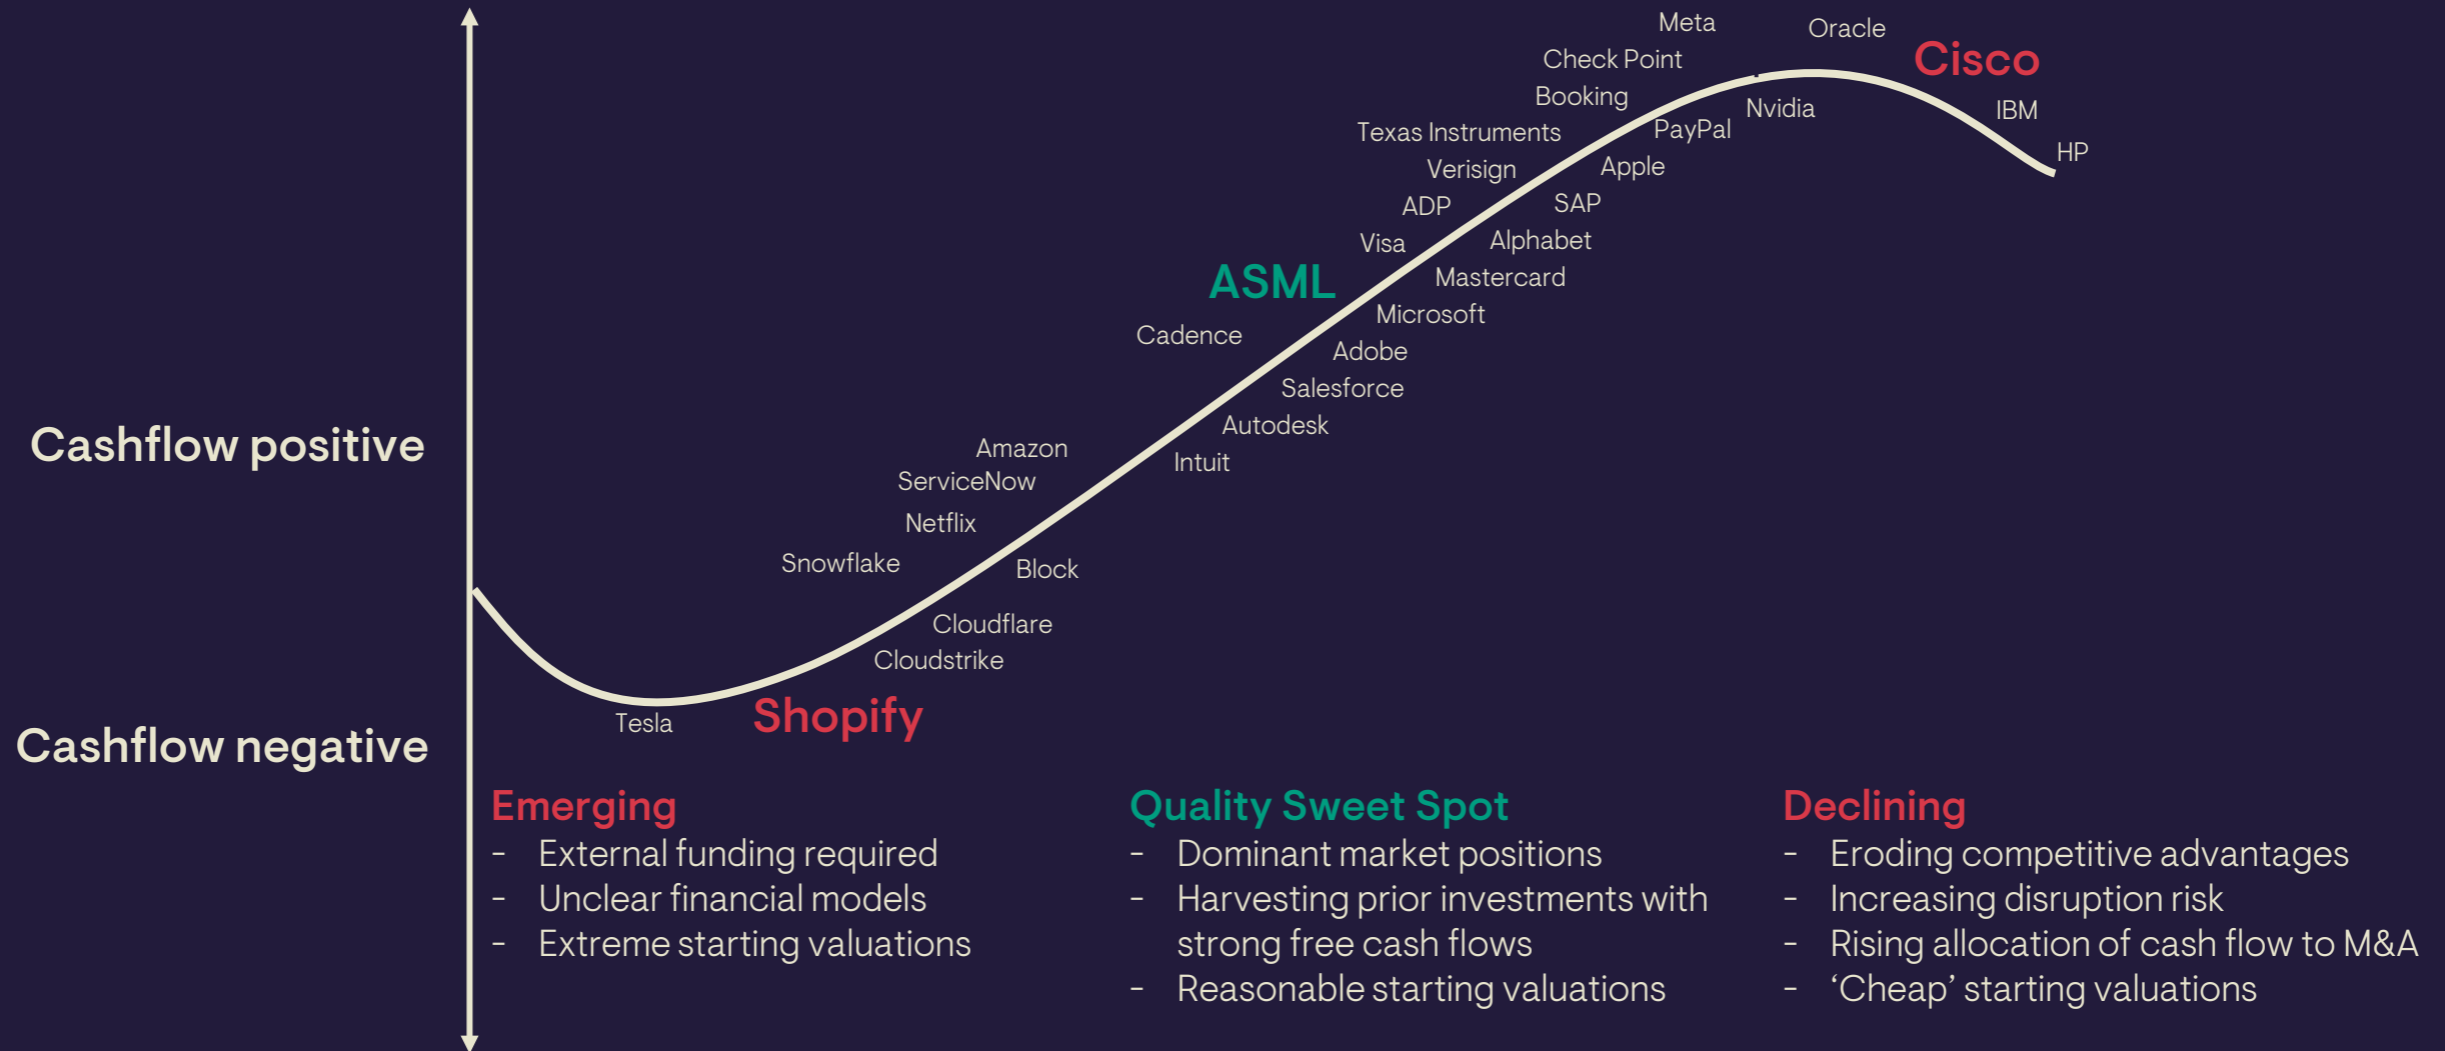 Meta
Oracle
Check Point
Cisco
Booking
Nvidia
IBM
Texas Instruments
PayPal
HP
Verisign
Apple
ADP
SAP
Visa
Alphabet
ASML
Mastercard
Microsoft
Cadence
Adobe
Salesforce
Autodesk
Cashflow positive
Amazon
Intuit
ServiceNow
Netflix
Snowflake
Block
Cloudflare
Cloudstrike
Tesla
Shopify
Cashflow negative
Emerging
- External funding required
- Unclear financial models
- Extreme starting valuations
Quality Sweet Spot
- Dominant market positions
- Harvesting prior investments with
strong free cash flows
- Reasonable starting valuations
Declining
- Eroding competitive advantages
- Increasing disruption risk
- Rising allocation of cash flow to M&A
- ‘Cheap’ starting valuations